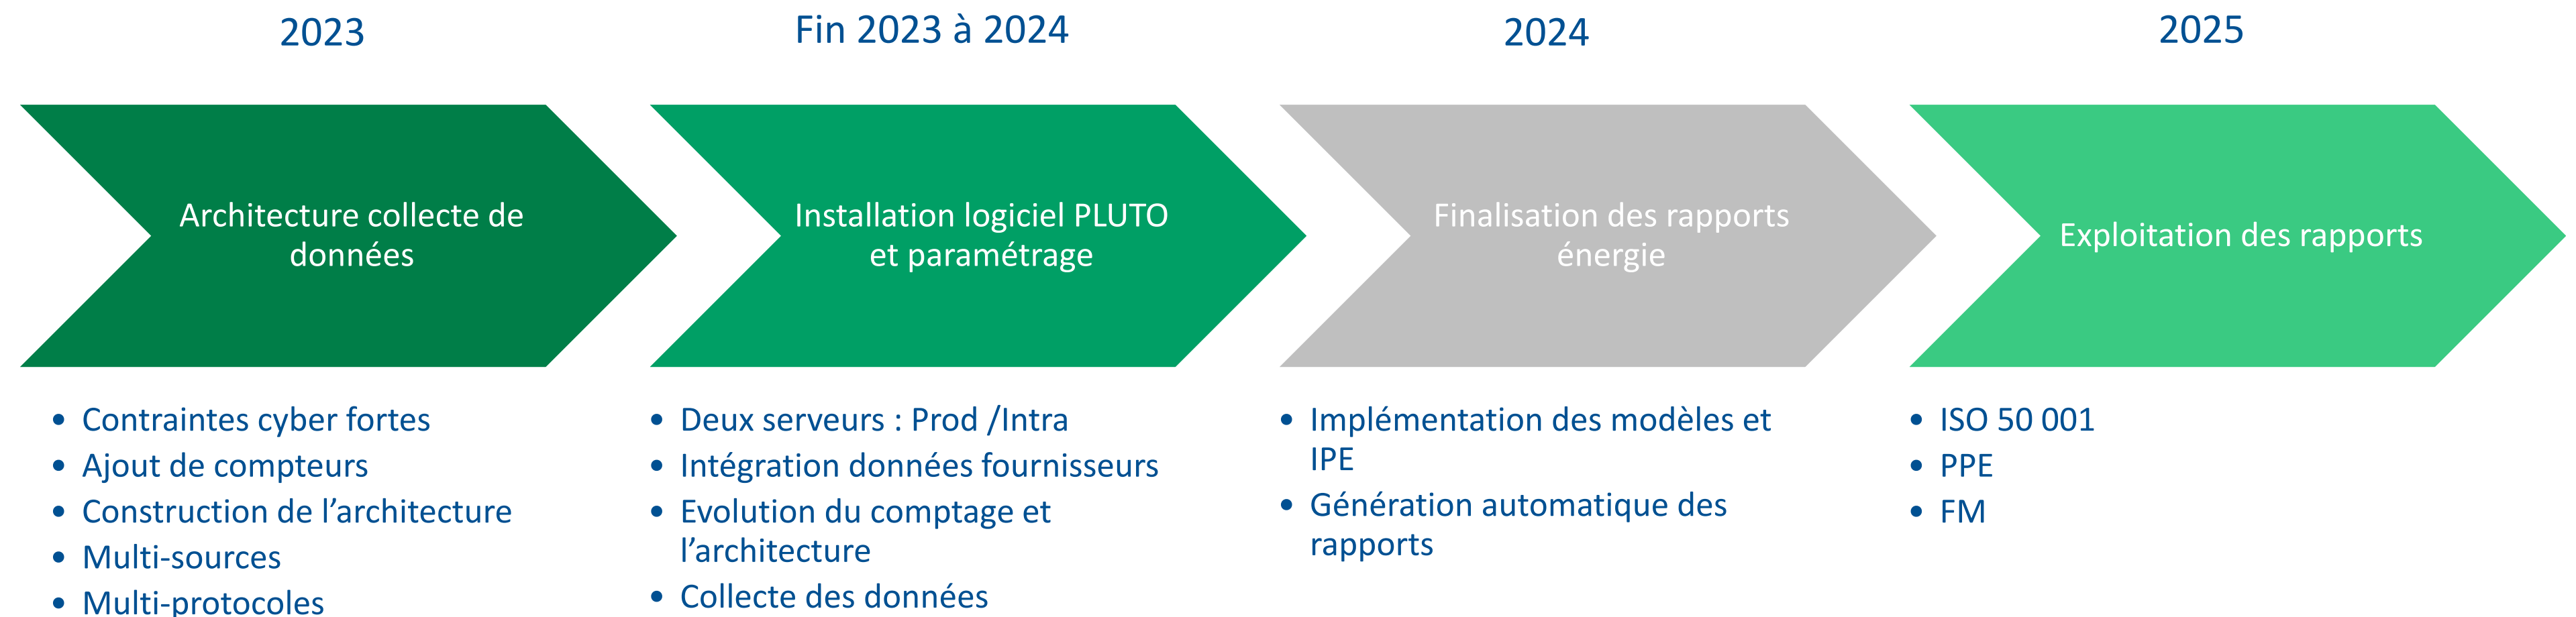 2023
Fin 2023 à 2024
2024
2025
Architecture collecte de
données
Installation logiciel PLUTO
et paramétrage
Finalisation des rapports
énergie
Exploitation des rapports
• Contraintes cyber fortes
• Ajout de compteurs
• Construction de l’architecture
• Multi-sources
• Multi-protocoles
• Deux serveurs : Prod /Intra
• Intégration données fournisseurs
• Evolution du comptage et
l’architecture
• Collecte des données
• Implémentation des modèles et
IPE
• Génération automatique des
rapports
• ISO 50 001
• PPE
• FM